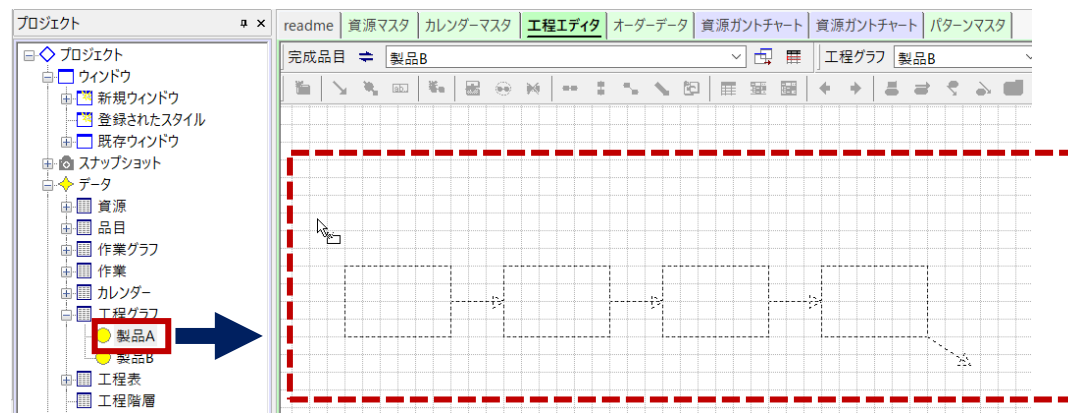 プロジェクト
プロジェクト
ウィンドウ
新規ウィンドウ
登録されたスタイル
既存ウィンドウ
スナップショット
データ
資源
品目
作業グラフ
作業
カレンダー
工程グラフ
製品A
製品B
工程表
工程階層
readme 資源マスタ カレンダーマスタ 工程エディタ オーダーデータ 資源ガントチャート 資源ガントチャート パターンマスタ
完成品目 製品B 工程グラフ 製品B